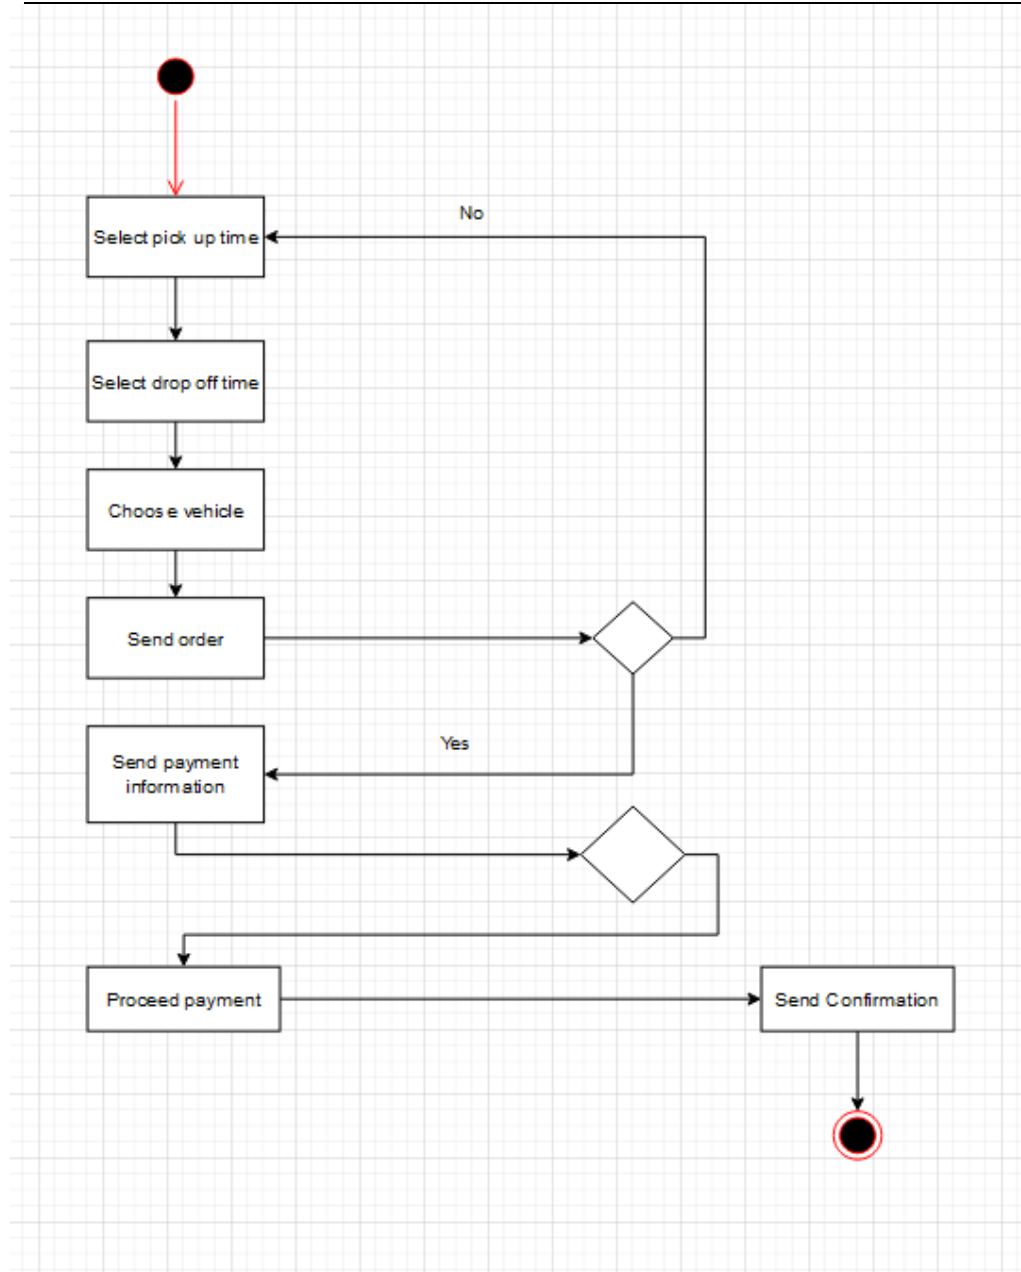 No
Select pick up time
Select drop off time
Choose vehicle
Send order
Yes
Send payment
information
Proceed payment
Send Confirmation